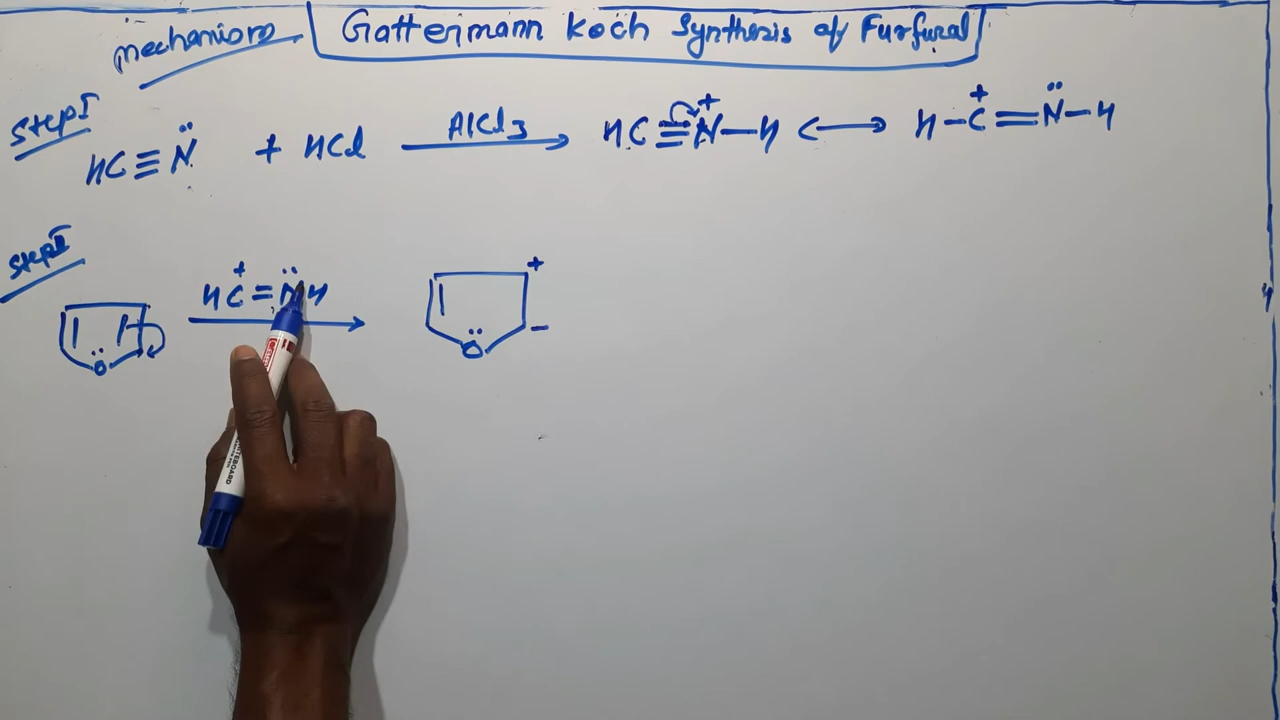 mechanism Gattermann Koch Synthesis of Furfural
Step I
HC≡N̈ + HCl AlCl3 HC≡N⁺–H ⟷ H–C⁺=N̈–H
Step II
HC⁺=N̈H
Ö
Ö + −